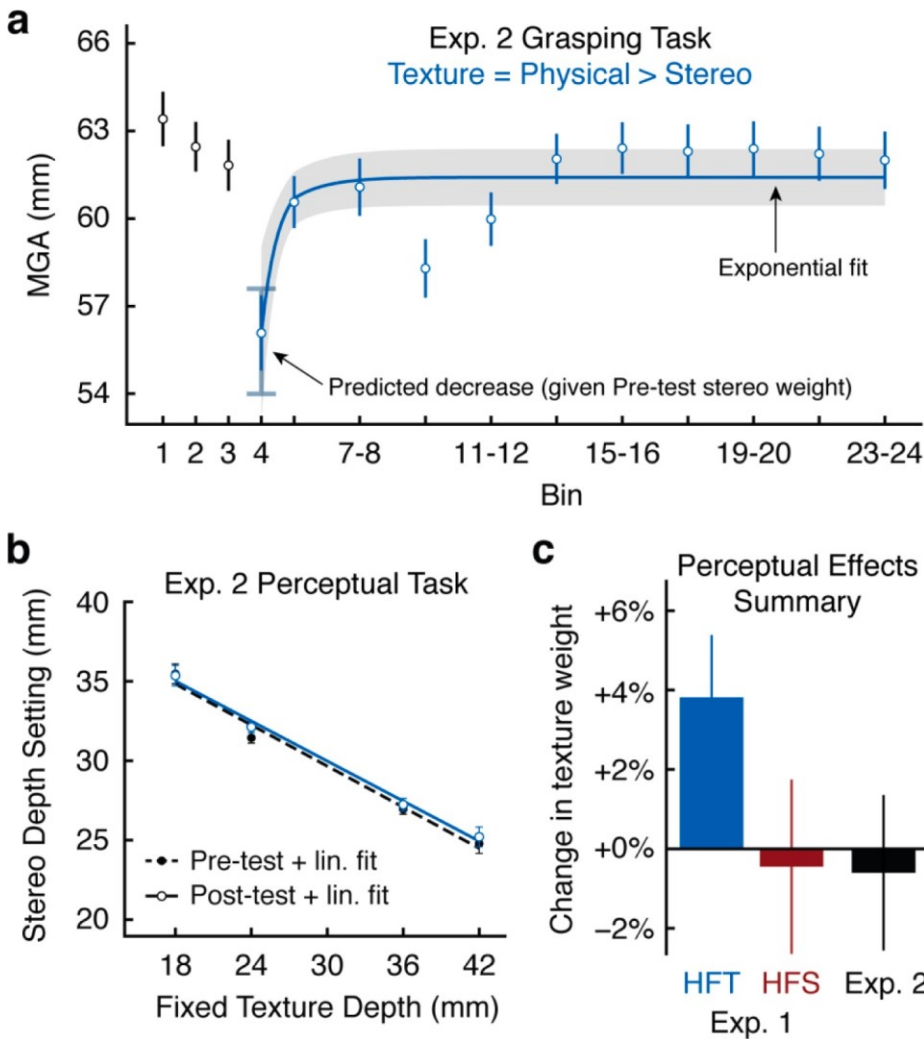 a
Exp. 2 Grasping Task
Texture = Physical > Stereo
MGA (mm)
66
63
60
57
54
Exponential fit
Predicted decrease (given Pre-test stereo weight)
1 2 3 4 7-8 11-12 15-16 19-20 23-24
Bin
b
Exp. 2 Perceptual Task
Stereo Depth Setting (mm)
40
35
30
25
20
Pre-test + lin. fit
Post-test + lin. fit
18 24 30 36 42
Fixed Texture Depth (mm)
c
Perceptual Effects
Summary
Change in texture weight
+6%
+4%
+2%
+0%
−2%
HFT HFS Exp. 2
Exp. 1